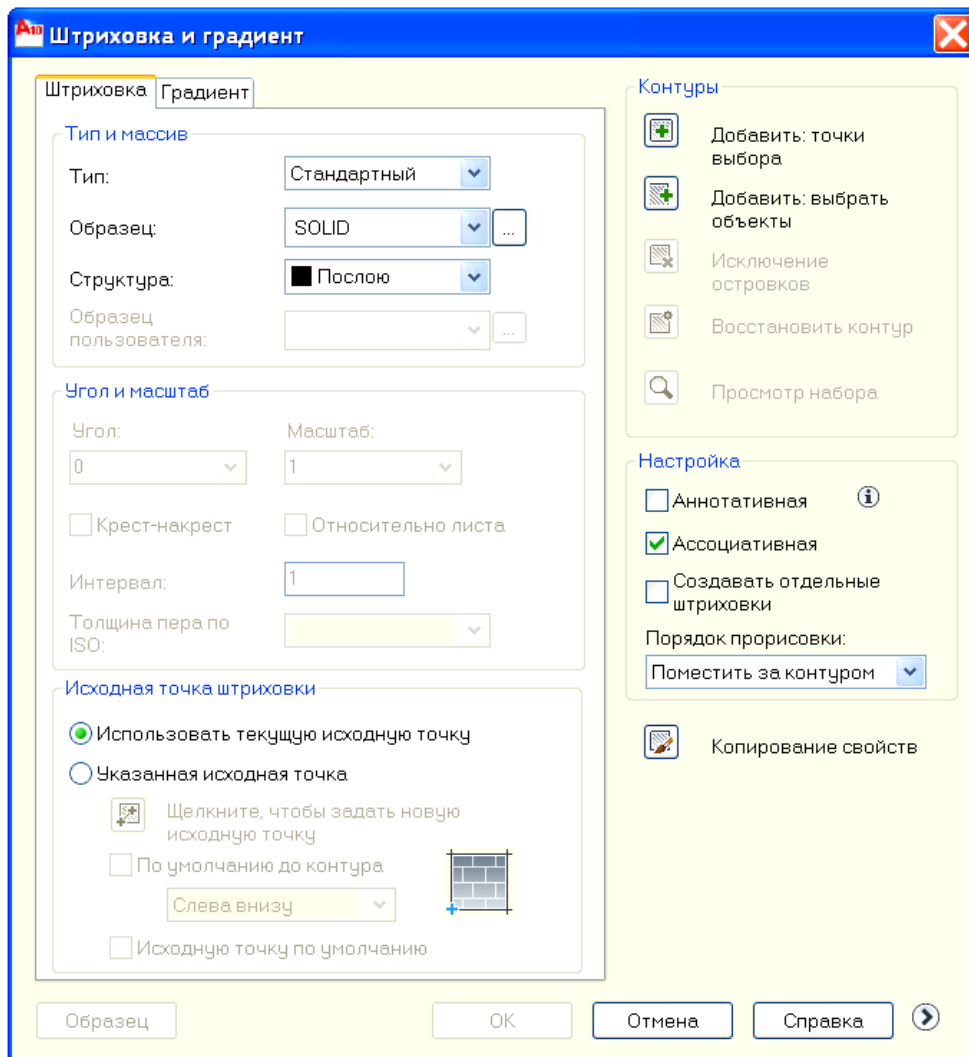 A10 Штриховка и градиент
Штриховка Градиент
Тип и массив
Тип: Стандартный
Образец: SOLID ...
Структура: Послою
Образец
пользователя: ...
Угол и масштаб
Угол: Масштаб:
0 1
Крест-накрест Относительно листа
Интервал: 1
Толщина пера по
ISO:
Исходная точка штриховки
Использовать текущую исходную точку
Указанная исходная точка
Щелкните, чтобы задать новую
исходную точку
По умолчанию до контура
Слева внизу
Исходную точку по умолчанию
Контуры
Добавить: точки
выбора
Добавить: выбрать
объекты
Исключение
островков
Восстановить контур
Просмотр набора
Настройка
Аннотативная
Ассоциативная
Создавать отдельные
штриховки
Порядок прорисовки:
Поместить за контуром
Копирование свойств
Образец OK Отмена Справка